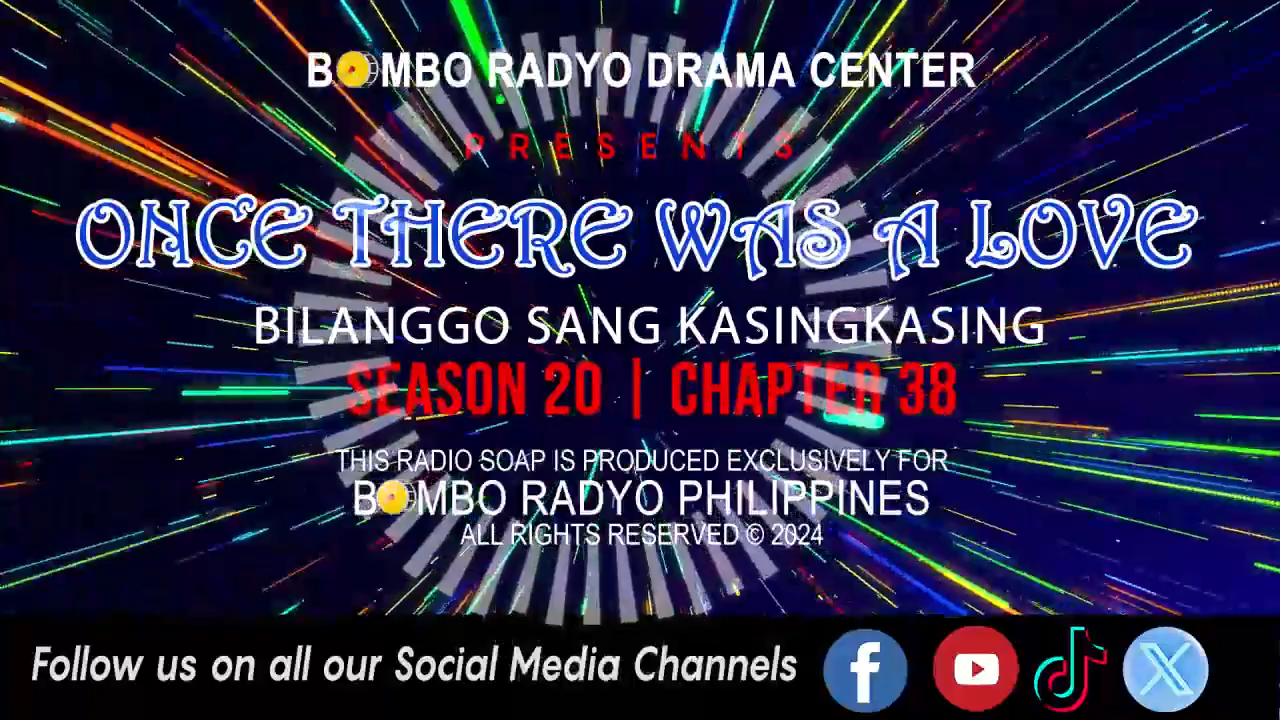 BOMBO RADYO DRAMA CENTER
PRESENTS
ONCE THERE WAS A LOVE
BILANGGO SANG KASINGKASING
SEASON 20 | CHAPTER 38
THIS RADIO SOAP IS PRODUCED EXCLUSIVELY FOR
BOMBO RADYO PHILIPPINES
ALL RIGHTS RESERVED © 2024
Follow us on all our Social Media Channels